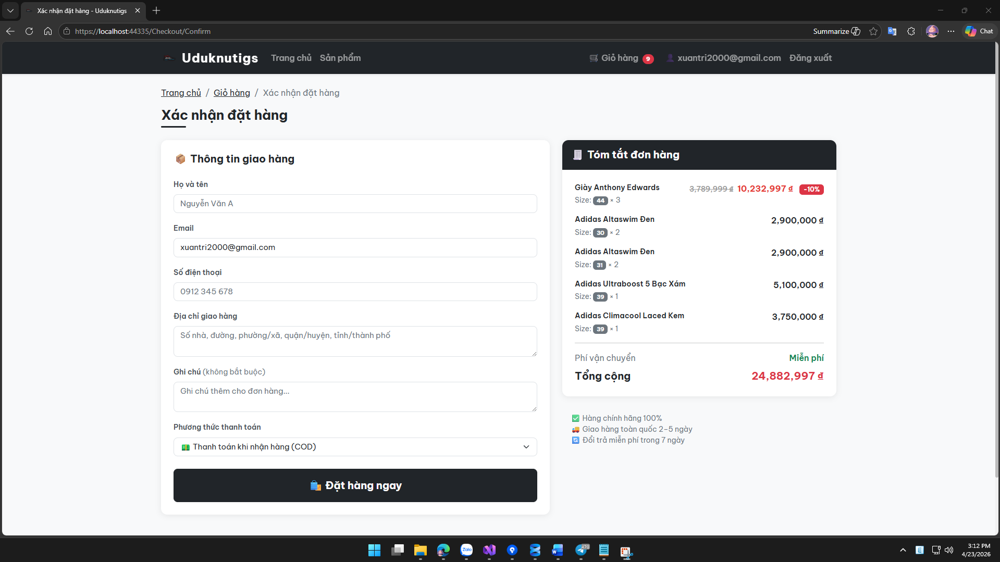 Xác nhận đặt hàng - Uduknutigs
https://localhost:44335/Checkout/Confirm
Summarize
Chat
Uduknutigs
Trang chủ
Sản phẩm
Giỏ hàng 9
xuantri2000@gmail.com
Đăng xuất
Trang chủ / Giỏ hàng / Xác nhận đặt hàng
Xác nhận đặt hàng
📦 Thông tin giao hàng
Họ và tên
Nguyễn Văn A
Email
xuantri2000@gmail.com
Số điện thoại
0912 345 678
Địa chỉ giao hàng
Số nhà, đường, phường/xã, quận/huyện, tỉnh/thành phố
Ghi chú (không bắt buộc)
Ghi chú thêm cho đơn hàng...
Phương thức thanh toán
💵 Thanh toán khi nhận hàng (COD)
🛍️ Đặt hàng ngay
🧾 Tóm tắt đơn hàng
Giày Anthony Edwards 3,789,999 ₫ 10,232,997 ₫ -10%
Size: 44 × 3
Adidas Altaswim Đen 2,900,000 ₫
Size: 30 × 2
Adidas Altaswim Đen 2,900,000 ₫
Size: 31 × 2
Adidas Ultraboost 5 Bạc Xám 5,100,000 ₫
Size: 39 × 1
Adidas Climacool Laced Kem 3,750,000 ₫
Size: 39 × 1
Phí vận chuyển Miễn phí
Tổng cộng 24,882,997 ₫
✅ Hàng chính hãng 100%
🚚 Giao hàng toàn quốc 2–5 ngày
🔄 Đổi trả miễn phí trong 7 ngày
Zalo
470
E
3:12 PM
4/23/2026